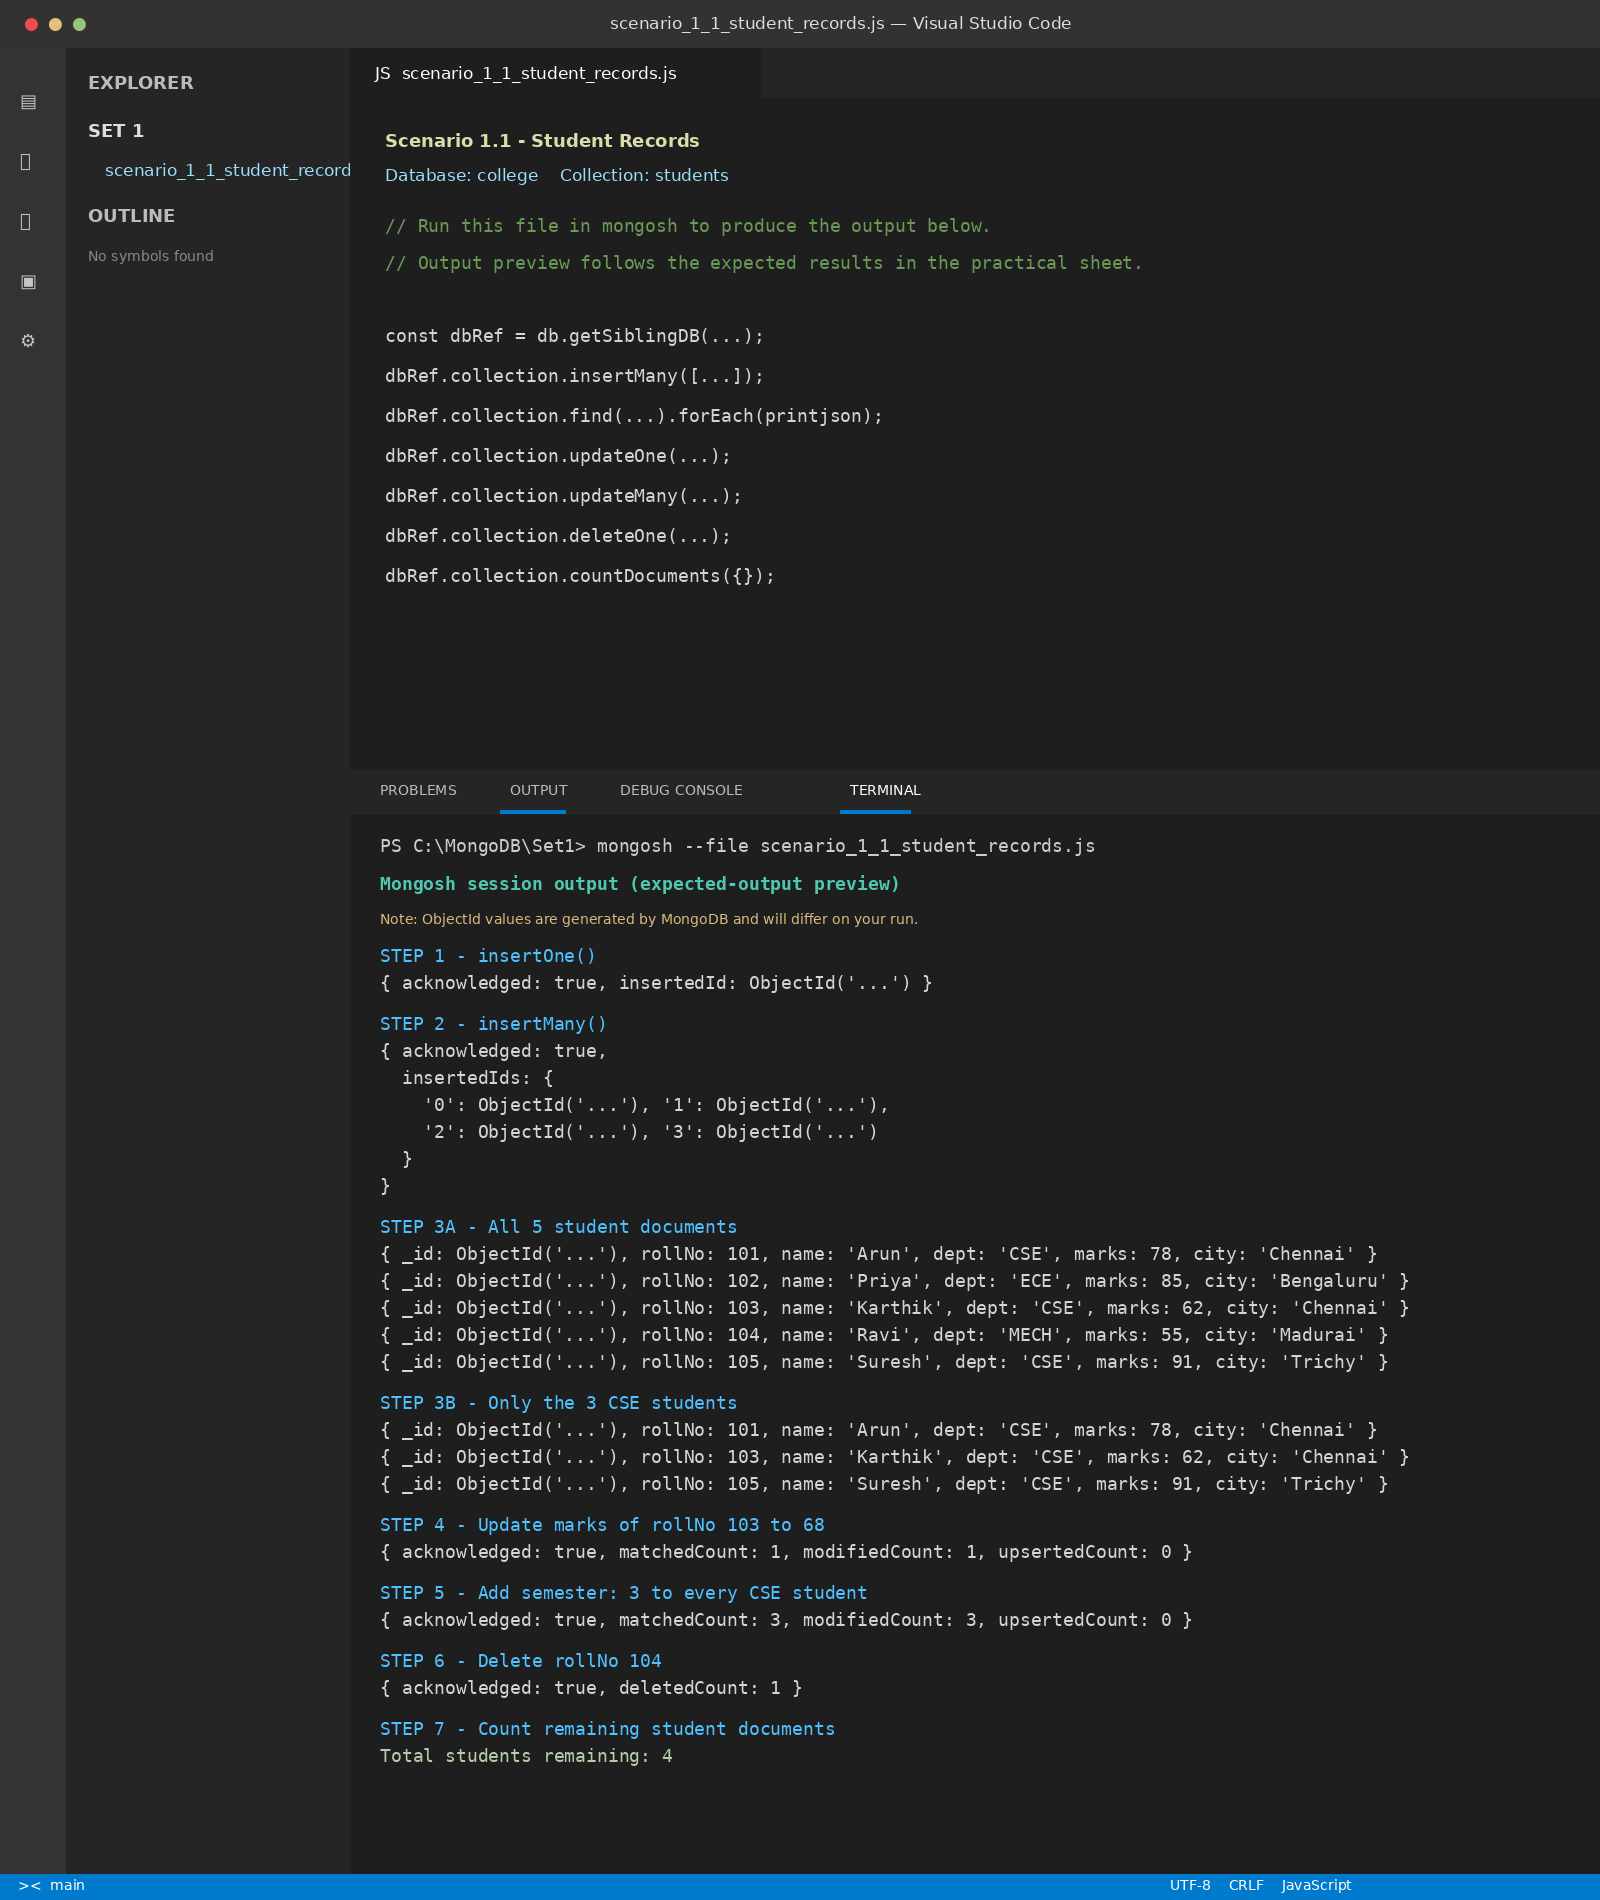 scenario_1_1_student_records.js — Visual Studio Code
EXPLORER
SET 1
scenario_1_1_student_record
OUTLINE
No symbols found
JS scenario_1_1_student_records.js
Scenario 1.1 - Student Records
Database: college    Collection: students
// Run this file in mongosh to produce the output below.
// Output preview follows the expected results in the practical sheet.
const dbRef = db.getSiblingDB(...);
dbRef.collection.insertMany([...]);
dbRef.collection.find(...).forEach(printjson);
dbRef.collection.updateOne(...);
dbRef.collection.updateMany(...);
dbRef.collection.deleteOne(...);
dbRef.collection.countDocuments({});
PROBLEMS    OUTPUT    DEBUG CONSOLE    TERMINAL
PS C:\MongoDB\Set1> mongosh --file scenario_1_1_student_records.js
Mongosh session output (expected-output preview)
Note: ObjectId values are generated by MongoDB and will differ on your run.
STEP 1 - insertOne()
{ acknowledged: true, insertedId: ObjectId('...') }
STEP 2 - insertMany()
{ acknowledged: true,
  insertedIds: {
    '0': ObjectId('...'), '1': ObjectId('...'),
    '2': ObjectId('...'), '3': ObjectId('...')
  }
}
STEP 3A - All 5 student documents
{ _id: ObjectId('...'), rollNo: 101, name: 'Arun', dept: 'CSE', marks: 78, city: 'Chennai' }
{ _id: ObjectId('...'), rollNo: 102, name: 'Priya', dept: 'ECE', marks: 85, city: 'Bengaluru' }
{ _id: ObjectId('...'), rollNo: 103, name: 'Karthik', dept: 'CSE', marks: 62, city: 'Chennai' }
{ _id: ObjectId('...'), rollNo: 104, name: 'Ravi', dept: 'MECH', marks: 55, city: 'Madurai' }
{ _id: ObjectId('...'), rollNo: 105, name: 'Suresh', dept: 'CSE', marks: 91, city: 'Trichy' }
STEP 3B - Only the 3 CSE students
{ _id: ObjectId('...'), rollNo: 101, name: 'Arun', dept: 'CSE', marks: 78, city: 'Chennai' }
{ _id: ObjectId('...'), rollNo: 103, name: 'Karthik', dept: 'CSE', marks: 62, city: 'Chennai' }
{ _id: ObjectId('...'), rollNo: 105, name: 'Suresh', dept: 'CSE', marks: 91, city: 'Trichy' }
STEP 4 - Update marks of rollNo 103 to 68
{ acknowledged: true, matchedCount: 1, modifiedCount: 1, upsertedCount: 0 }
STEP 5 - Add semester: 3 to every CSE student
{ acknowledged: true, matchedCount: 3, modifiedCount: 3, upsertedCount: 0 }
STEP 6 - Delete rollNo 104
{ acknowledged: true, deletedCount: 1 }
STEP 7 - Count remaining student documents
Total students remaining: 4
>< main    UTF-8    CRLF    JavaScript